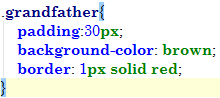 .grandfather{
padding:30px;
background-color: brown;
border: 1px solid red;
}